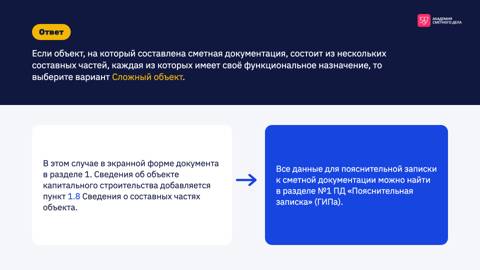 АКАДЕМИЯ
СМЕТНОГО ДЕЛА
Ответ
Если объект, на который составлена сметная документация, состоит из нескольких
составных частей, каждая из которых имеет своё функциональное назначение, то
выберите вариант Сложный объект.
В этом случае в экранной форме документа
в разделе 1. Сведения об объекте
капитального строительства добавляется
пункт 1.8 Сведения о составных частях
объекта.
Все данные для пояснительной записки
к сметной документации можно найти
в разделе №1 ПД «Пояснительная
записка» (ГИПа).